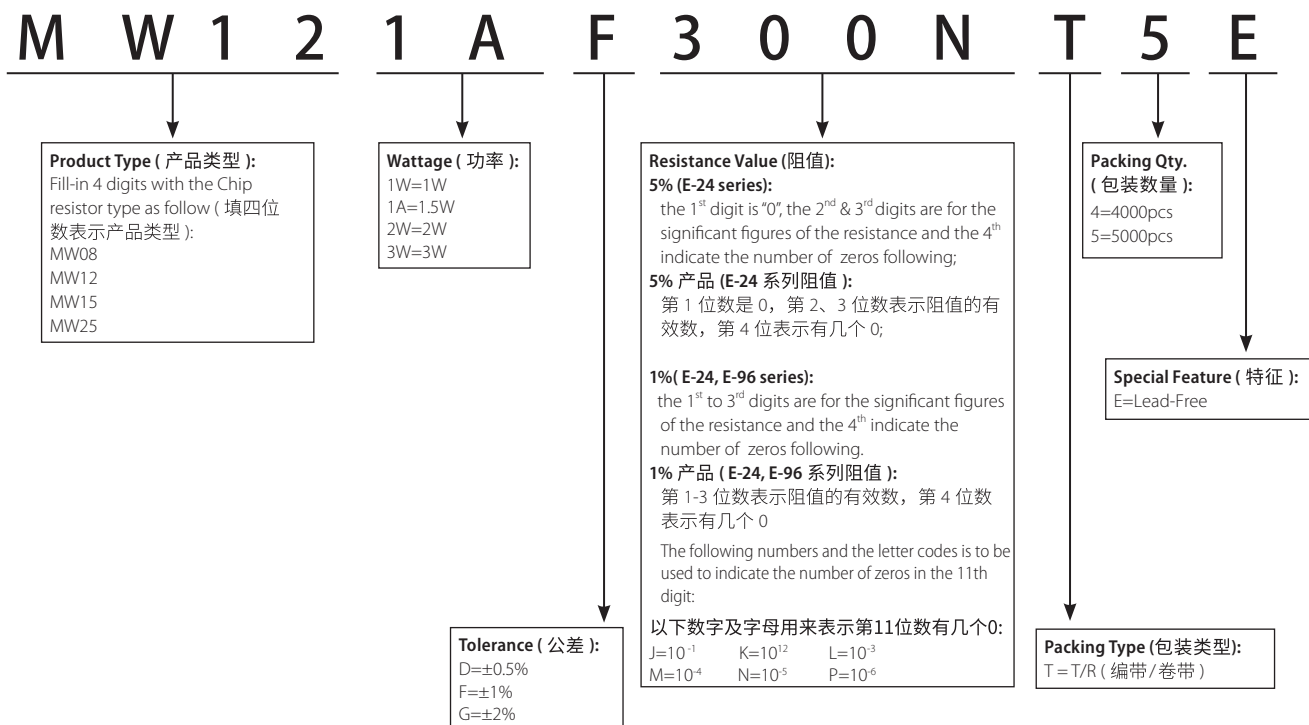 M W 1 2 1 A F 3 0 0 N T 5 E
Product Type ( 产品类型 ):
Fill-in 4 digits with the Chip
resistor type as follow ( 填四位
数表示产品类型 ):
MW08
MW12
MW15
MW25
Wattage ( 功率 ):
1W=1W
1A=1.5W
2W=2W
3W=3W
Tolerance ( 公差 ):
D=±0.5%
F=±1%
G=±2%
Resistance Value (阻值):
5% (E-24 series):
the 1st digit is "0", the 2nd & 3rd digits are for the
significant figures of the resistance and the 4th
indicate the number of zeros following;
5% 产品 (E-24 系列阻值 ):
第 1 位数是 0，第 2、3 位数表示阻值的有
效数，第 4 位表示有几个 0;
1%( E-24, E-96 series):
the 1st to 3rd digits are for the significant figures
of the resistance and the 4th indicate the
number of zeros following.
1% 产品 ( E-24, E-96 系列阻值 ):
第 1-3 位数表示阻值的有效数，第 4 位数
表示有几个 0
The following numbers and the letter codes is to be
used to indicate the number of zeros in the 11th
digit:
以下数字及字母用来表示第11位数有几个0:
J=10-1 K=1012 L=10-3
M=10-4 N=10-5 P=10-6
Packing Type (包装类型):
T = T/R ( 编带/卷带 )
Packing Qty.
( 包装数量 ):
4=4000pcs
5=5000pcs
Special Feature ( 特征 ):
E=Lead-Free